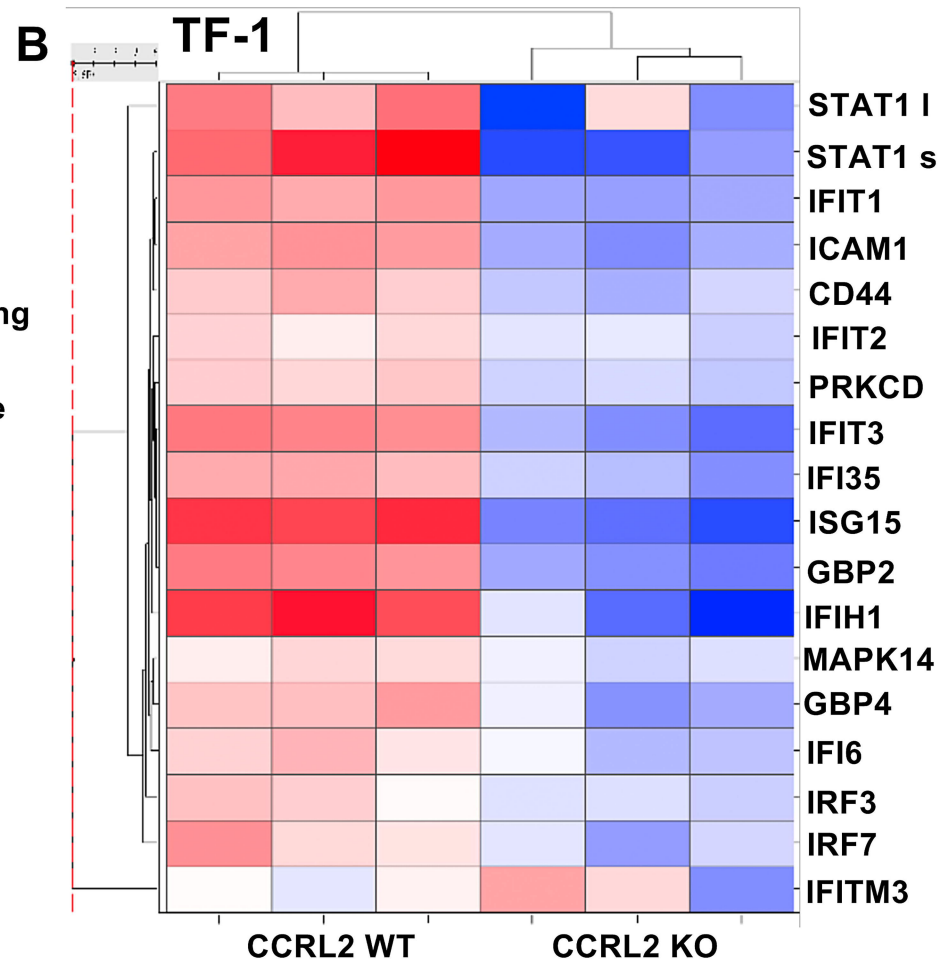 B
TF-1
STAT1 l
STAT1 s
IFIT1
ICAM1
CD44
ng
IFIT2
PRKCD
e
IFIT3
IFI35
ISG15
GBP2
IFIH1
MAPK14
GBP4
IFI6
IRF3
IRF7
IFITM3
CCRL2 WT
CCRL2 KO